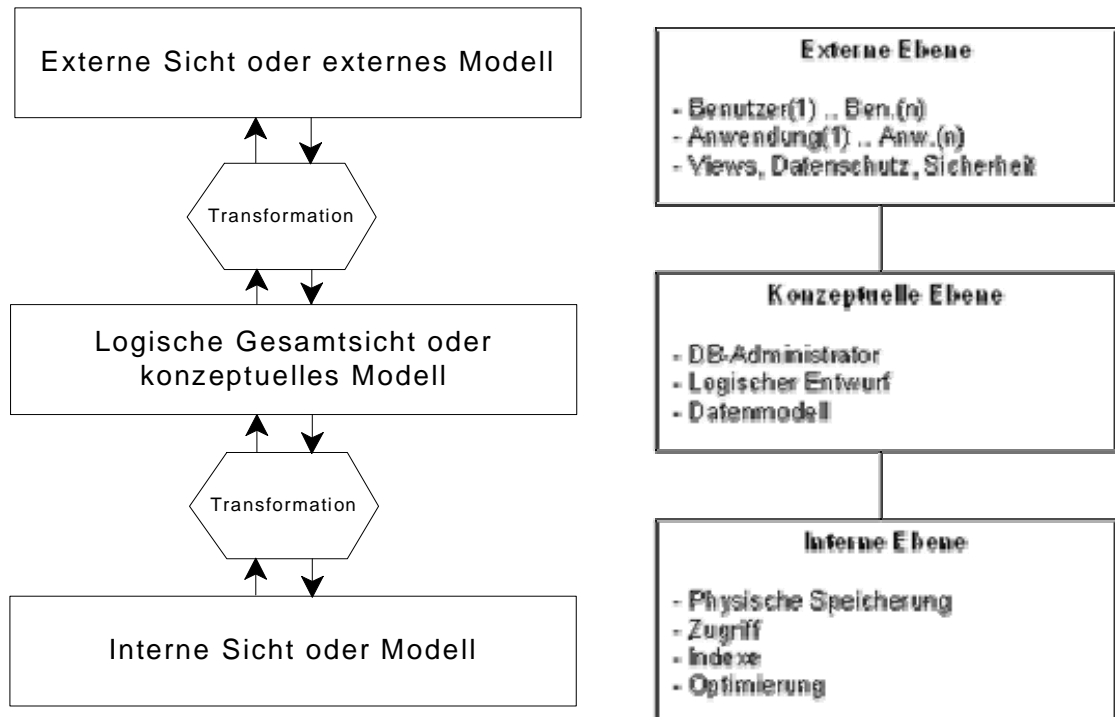 Externe Sicht oder externes Modell
Transformation
Logische Gesamtsicht oder
konzeptuelles Modell
Transformation
Interne Sicht oder Modell
Externe Ebene
- Benutzer(1) .. Ben.(n)
- Anwendung(1) .. Anw.(n)
- Views, Datenschutz, Sicherheit
Konzeptuelle Ebene
- DB-Administrator
- Logischer Entwurf
- Datenmodell
Interne Ebene
- Physische Speicherung
- Zugriff
- Indexe
- Optimierung